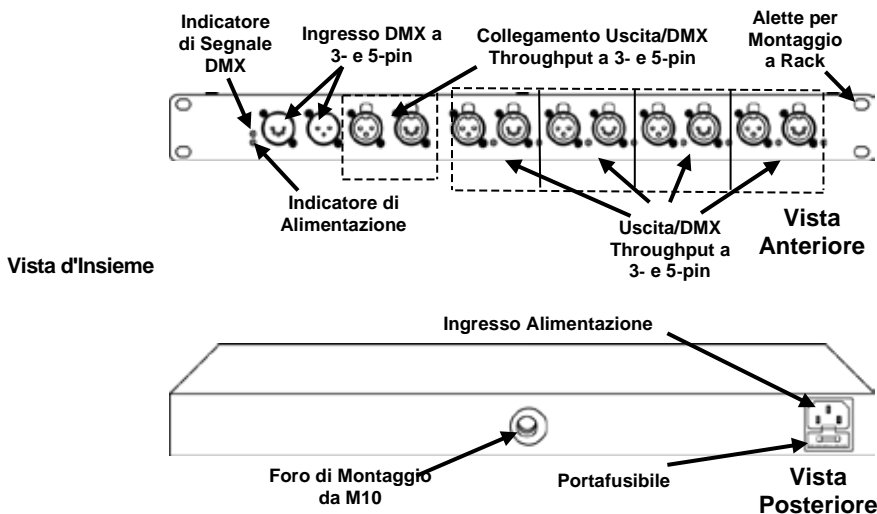 Indicatore
di Segnale
DMX
Ingresso DMX a
3- e 5-pin
Collegamento Uscita/DMX
Throughput a 3- e 5-pin
Alette per
Montaggio
a Rack
Indicatore di
Alimentazione
Uscita/DMX
Throughput a
3- e 5-pin
Vista
Anteriore
Vista d'Insieme
Ingresso Alimentazione
Foro di Montaggio
da M10
Portafusibile
Vista
Posteriore